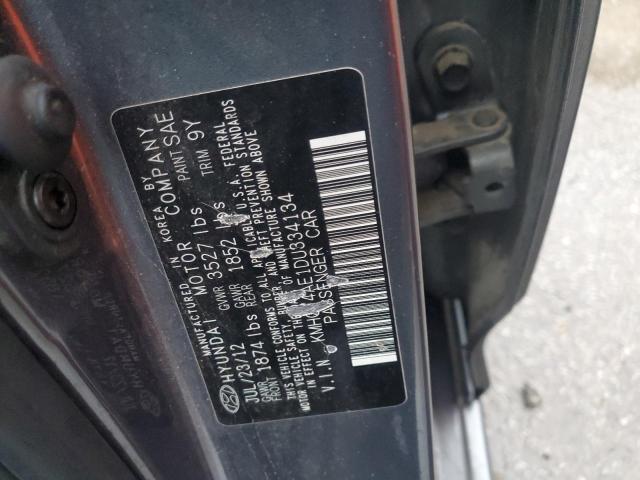 MANUFACTURED IN KOREA BY
HYUNDAI MOTOR COMPANY
JUL/23/12 GVWR 3527 lbs PAINT SAE
GAWR FRONT 1874 lbs GAWR REAR 1852 lbs TRIM 9Y
THIS VEHICLE CONFORMS TO ALL APPLICABLE U.S.A. FEDERAL
MOTOR VEHICLE SAFETY, BUMPER AND THEFT PREVENTION STANDARDS
IN EFFECT ON THE DATE OF MANUFACTURE SHOWN ABOVE
V.I.N
PASSENGER CAR